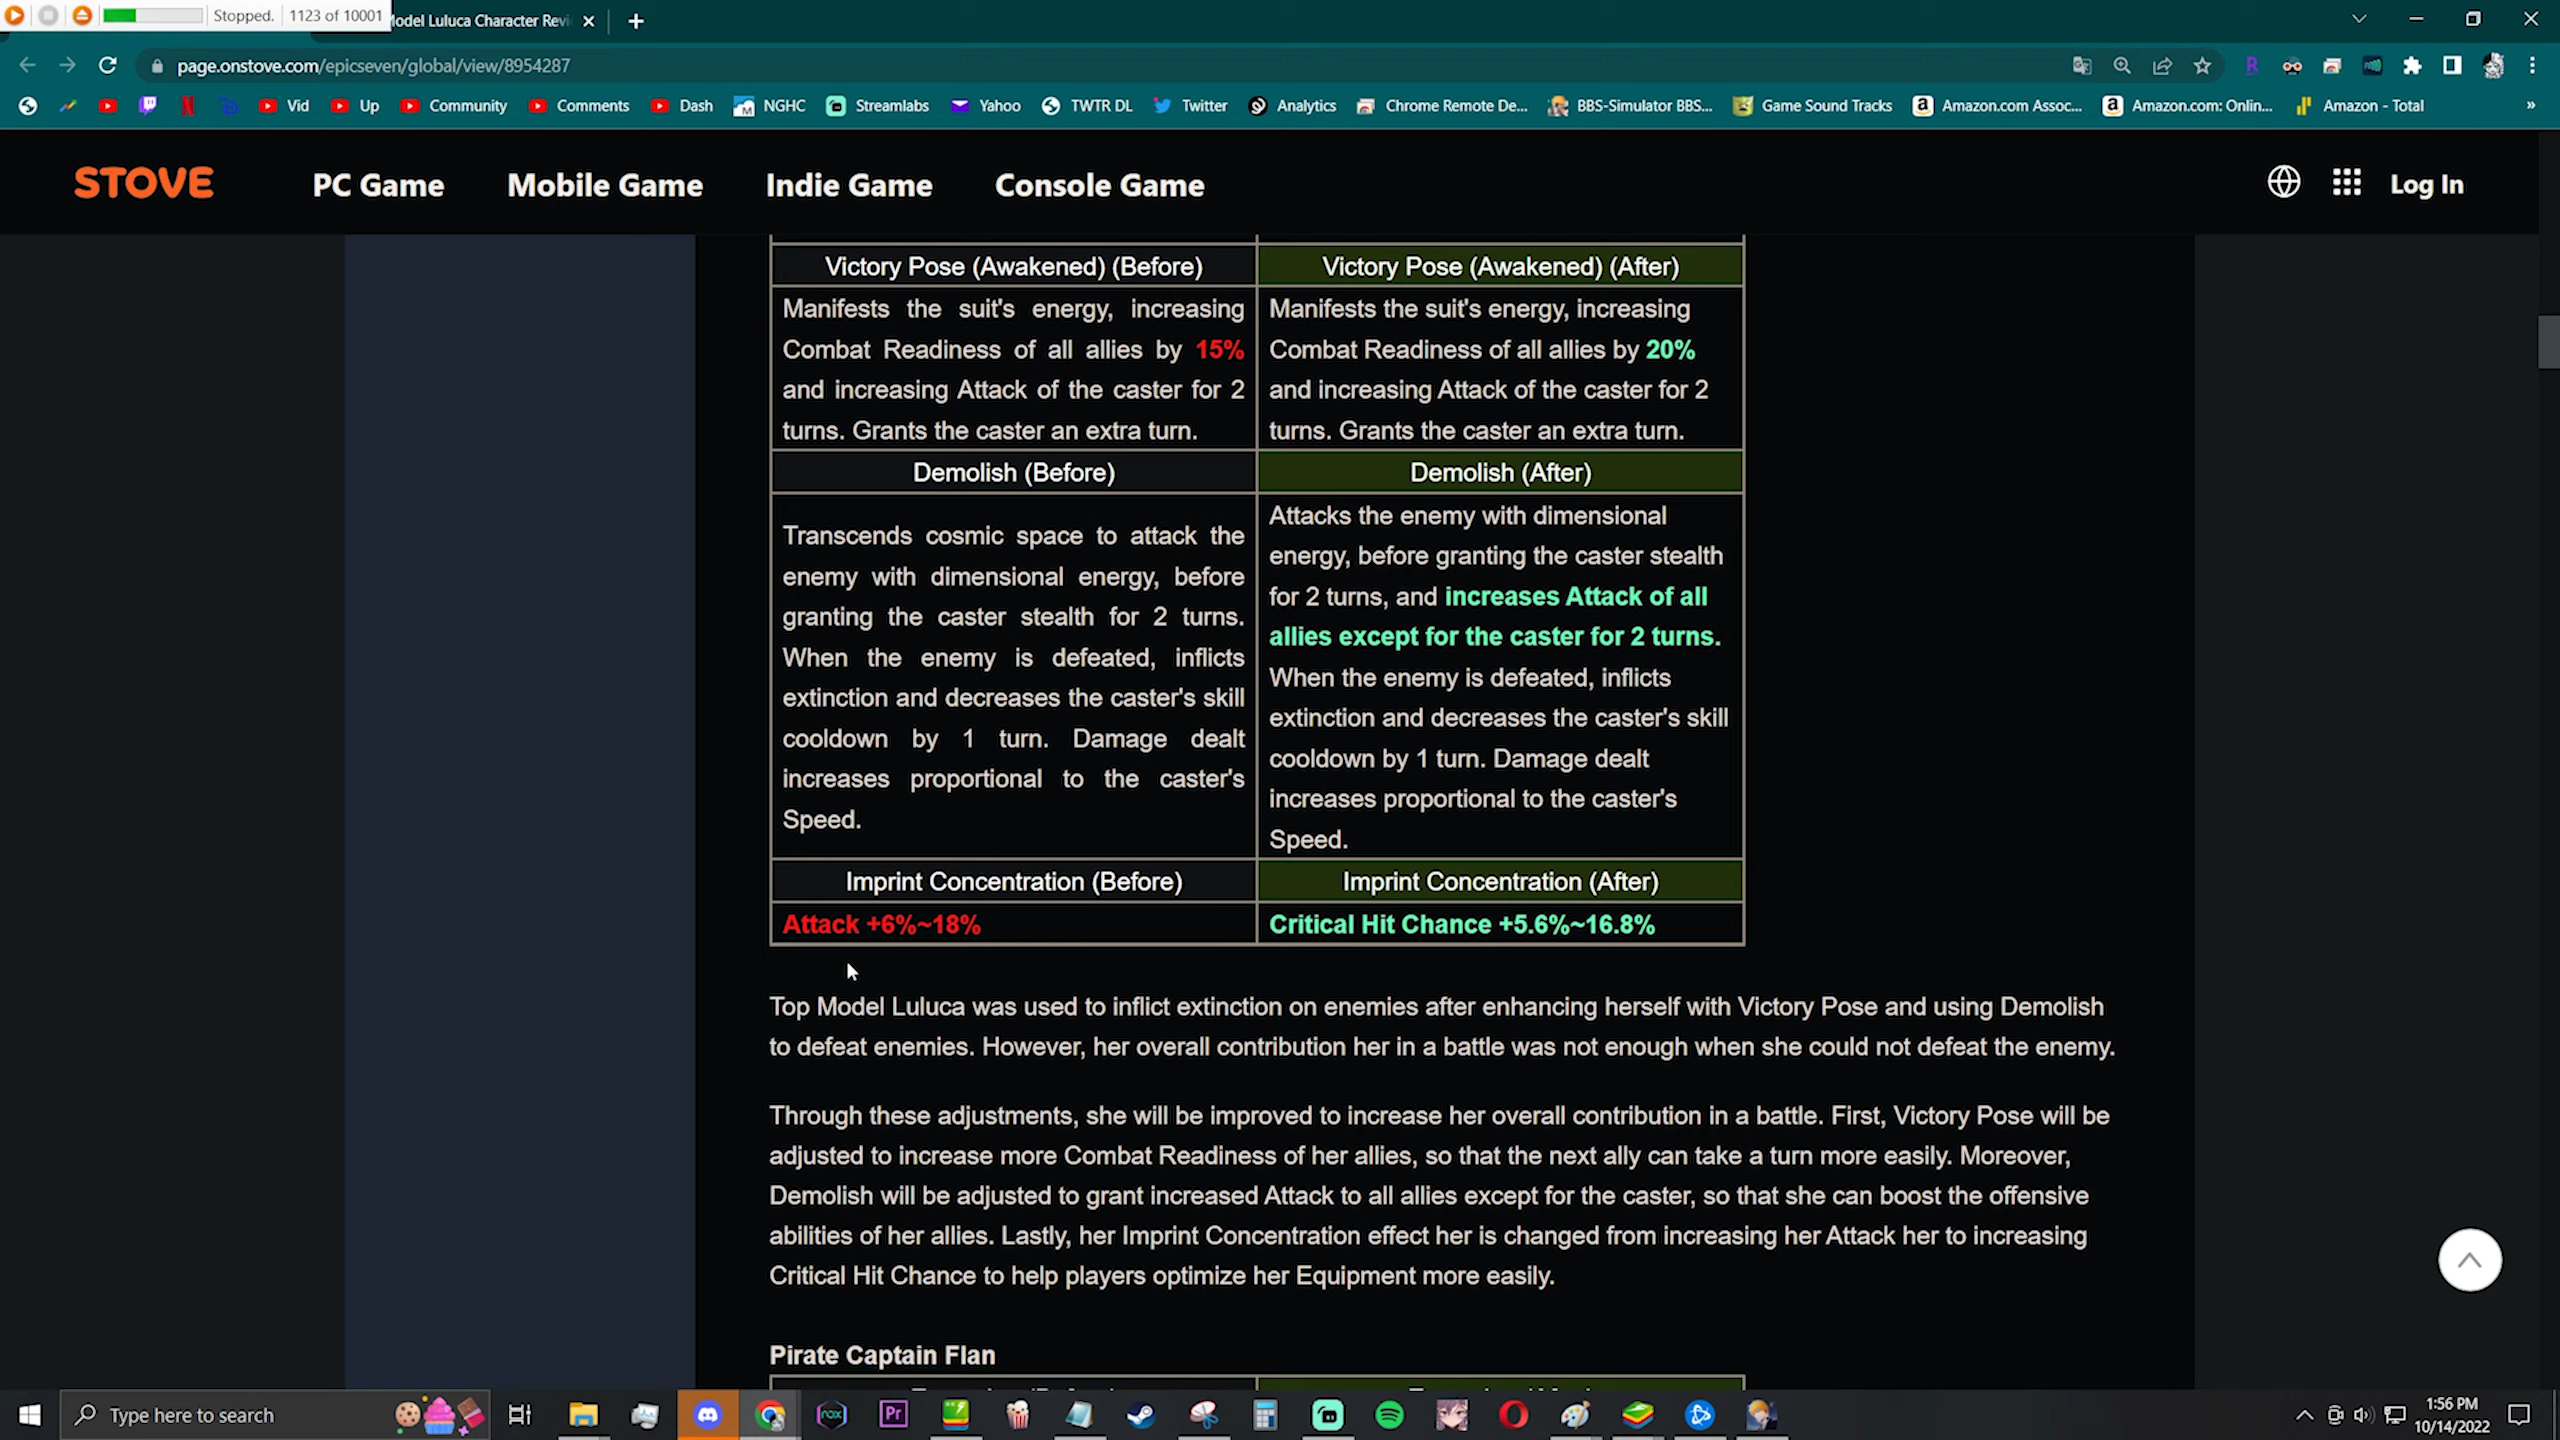 Stopped.
1123 of 10001
odel Luluca Character Revi
page.onstove.com/epicseven/global/view/8954287
Vid
Up
Community
Comments
Dash
NGHC
Streamlabs
Yahoo
TWTR DL
Twitter
Analytics
Chrome Remote De...
BBS-Simulator BBS...
Game Sound Tracks
Amazon.com Assoc...
Amazon.com: Onlin...
Amazon - Total
»
STOVE
PC Game
Mobile Game
Indie Game
Console Game
Log In
Victory Pose (Awakened) (Before)
Victory Pose (Awakened) (After)
Manifests the suit's energy, increasing
Combat Readiness of all allies by 15%
and increasing Attack of the caster for 2
turns. Grants the caster an extra turn.
Manifests the suit's energy, increasing
Combat Readiness of all allies by 20%
and increasing Attack of the caster for 2
turns. Grants the caster an extra turn.
Demolish (Before)
Demolish (After)
Transcends cosmic space to attack the
enemy with dimensional energy, before
granting the caster stealth for 2 turns.
When the enemy is defeated, inflicts
extinction and decreases the caster's skill
cooldown by 1 turn. Damage dealt
increases proportional to the caster's
Speed.
Attacks the enemy with dimensional
energy, before granting the caster stealth
for 2 turns, and increases Attack of all
allies except for the caster for 2 turns.
When the enemy is defeated, inflicts
extinction and decreases the caster's skill
cooldown by 1 turn. Damage dealt
increases proportional to the caster's
Speed.
Imprint Concentration (Before)
Imprint Concentration (After)
Attack +6%~18%
Critical Hit Chance +5.6%~16.8%
Top Model Luluca was used to inflict extinction on enemies after enhancing herself with Victory Pose and using Demolish
to defeat enemies. However, her overall contribution her in a battle was not enough when she could not defeat the enemy.
Through these adjustments, she will be improved to increase her overall contribution in a battle. First, Victory Pose will be
adjusted to increase more Combat Readiness of her allies, so that the next ally can take a turn more easily. Moreover,
Demolish will be adjusted to grant increased Attack to all allies except for the caster, so that she can boost the offensive
abilities of her allies. Lastly, her Imprint Concentration effect her is changed from increasing her Attack her to increasing
Critical Hit Chance to help players optimize her Equipment more easily.
Pirate Captain Flan
Type here to search
nox
Pr
1:56 PM
10/14/2022